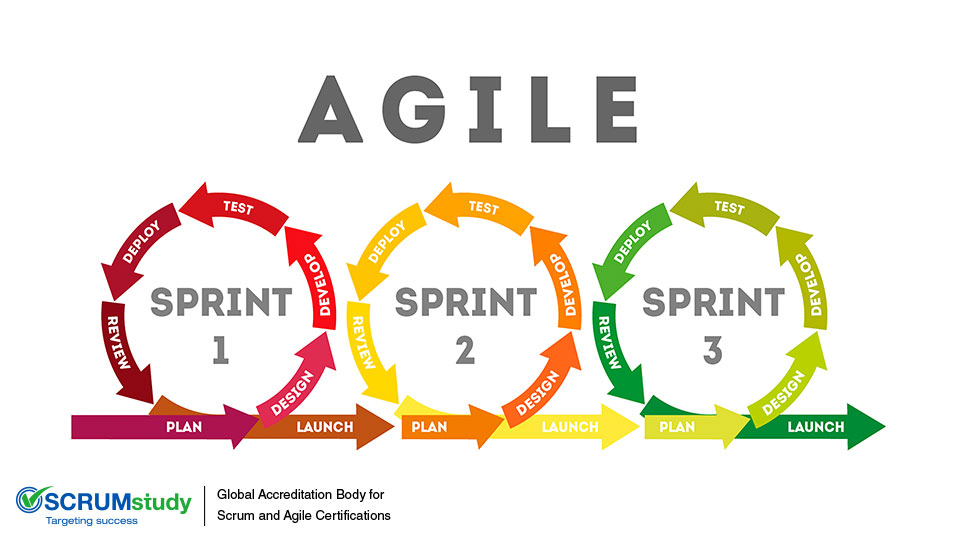 AGILE
SPRINT
1
PLAN
DESIGN
DEVELOP
TEST
DEPLOY
REVIEW
LAUNCH
SPRINT
2
PLAN
DESIGN
DEVELOP
TEST
DEPLOY
REVIEW
LAUNCH
SPRINT
3
PLAN
DESIGN
DEVELOP
TEST
DEPLOY
REVIEW
LAUNCH
SCRUMstudy
Targeting success
Global Accreditation Body for
Scrum and Agile Certifications